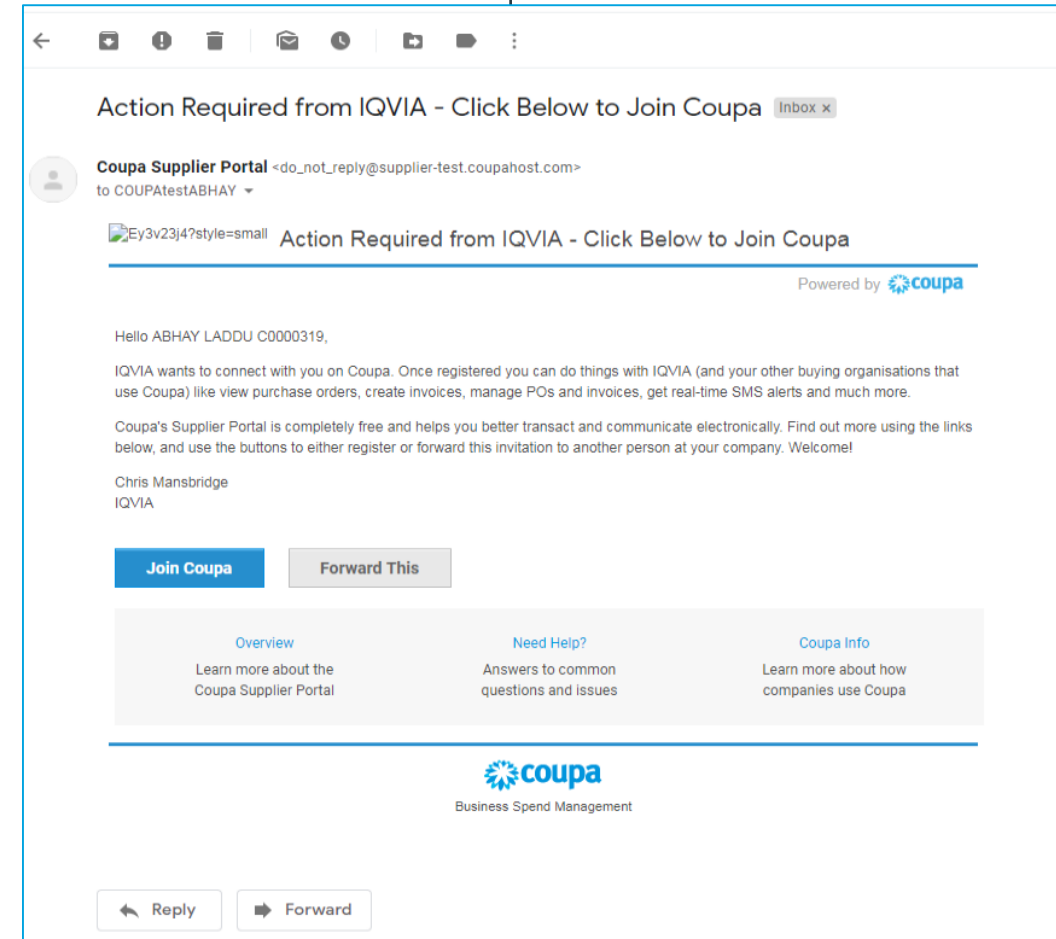 Action Required from IQVIA - Click Below to Join Coupa Inbox x
Coupa Supplier Portal <do_not_reply@supplier-test.coupahost.com>
to COUPAtestABHAY
Ey3v23j4?style=small Action Required from IQVIA - Click Below to Join Coupa
Powered by coupa
Hello ABHAY LADDU C0000319,
IQVIA wants to connect with you on Coupa. Once registered you can do things with IQVIA (and your other buying organisations that
use Coupa) like view purchase orders, create invoices, manage POs and invoices, get real-time SMS alerts and much more.
Coupa's Supplier Portal is completely free and helps you better transact and communicate electronically. Find out more using the links
below, and use the buttons to either register or forward this invitation to another person at your company. Welcome!
Chris Mansbridge
IQVIA
Join Coupa Forward This
Overview Need Help? Coupa Info
Learn more about the Answers to common Learn more about how
Coupa Supplier Portal questions and issues companies use Coupa
coupa
Business Spend Management
Reply Forward